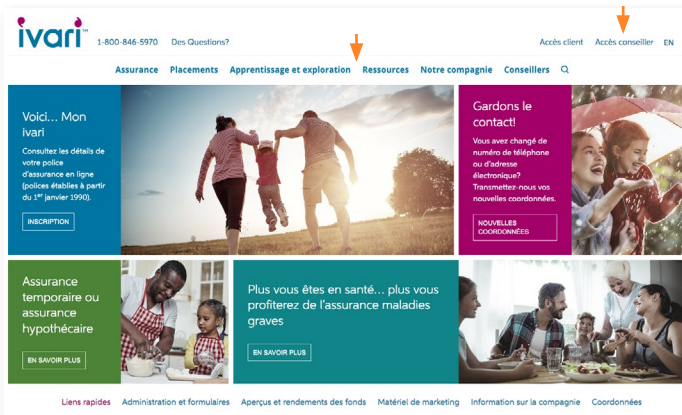 ivari™
1-800-846-5970 Des Questions?
Accès client Accès conseiller EN
Assurance Placements Apprentissage et exploration Ressources Notre compagnie Conseillers
Voici... Mon
ivari
Consultez les détails de
votre police
d'assurance en ligne
(polices établies à partir
du 1er janvier 1990).
INSCRIPTION
Gardons le
contact!
Vous avez changé de
numéro de téléphone
ou d'adresse
électronique?
Transmettez-nous vos
nouvelles coordonnées.
NOUVELLES
COORDONNÉES
Assurance
temporaire ou
assurance
hypothécaire
EN SAVOIR PLUS
Plus vous êtes en santé... plus vous
profiterez de l'assurance maladies
graves
EN SAVOIR PLUS
Liens rapides Administration et formulaires Aperçus et rendements des fonds Matériel de marketing Information sur la compagnie Coordonnées